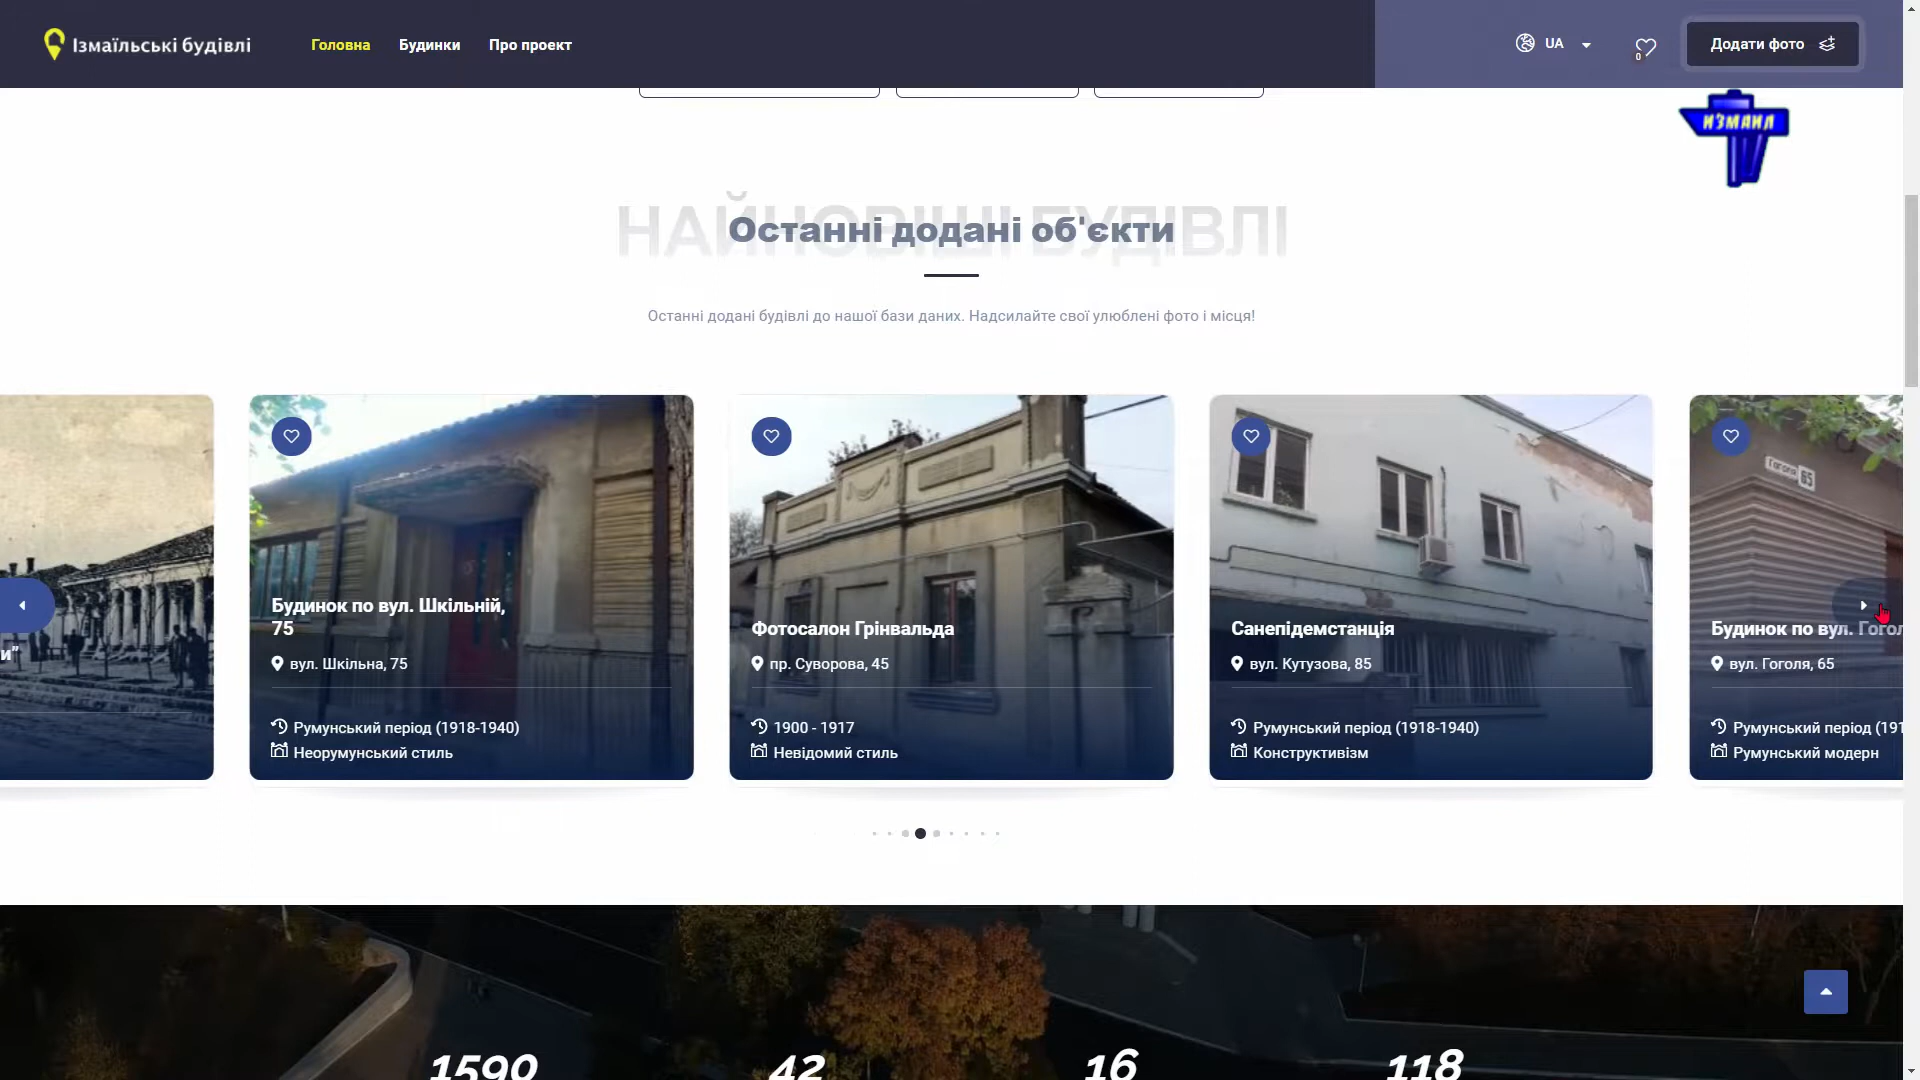 Ізмаїльські будівлі
Головна
Будинки
Про проект
UA
0
Додати фото
ИЗМАИЛ
НАЙНОВІШІ БУДІВЛІ
Останні додані об'єкти
Останні додані будівлі до нашої бази даних. Надсилайте свої улюблені фото і місця!
и”
Будинок по вул. Шкільній,
75
вул. Шкільна, 75
Румунський період (1918-1940)
Неорумунський стиль
Фотосалон Грінвальда
пр. Суворова, 45
1900 - 1917
Невідомий стиль
Санепідемстанція
вул. Кутузова, 85
Румунський період (1918-1940)
Конструктивізм
Гоголя 65
Будинок по вул. Гогол
вул. Гоголя, 65
Румунський період (191
Румунський модерн
1590
42
16
118